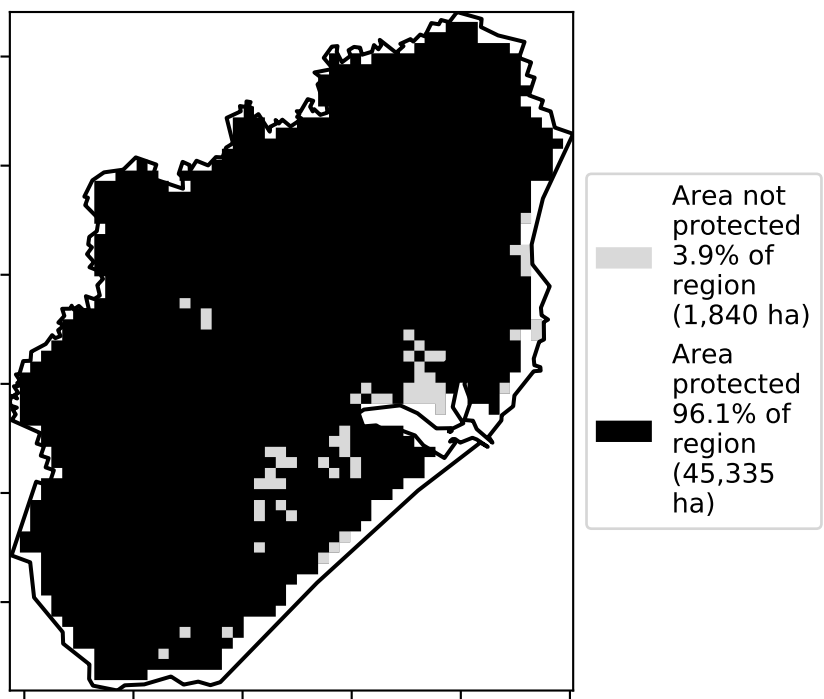 Area not
protected
3.9% of
region
(1,840 ha)
Area
protected
96.1% of
region
(45,335
ha)